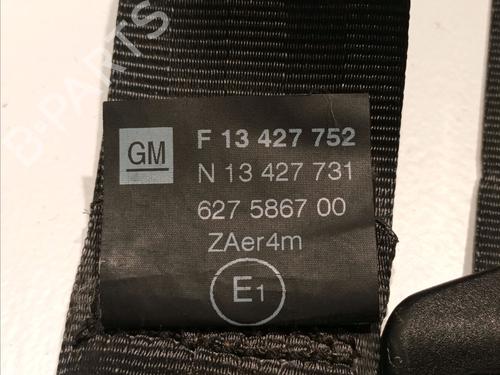 B-PARTS
GM
F 13 427 752
N 13 427 731
627 5867 00
ZAer4m
E1